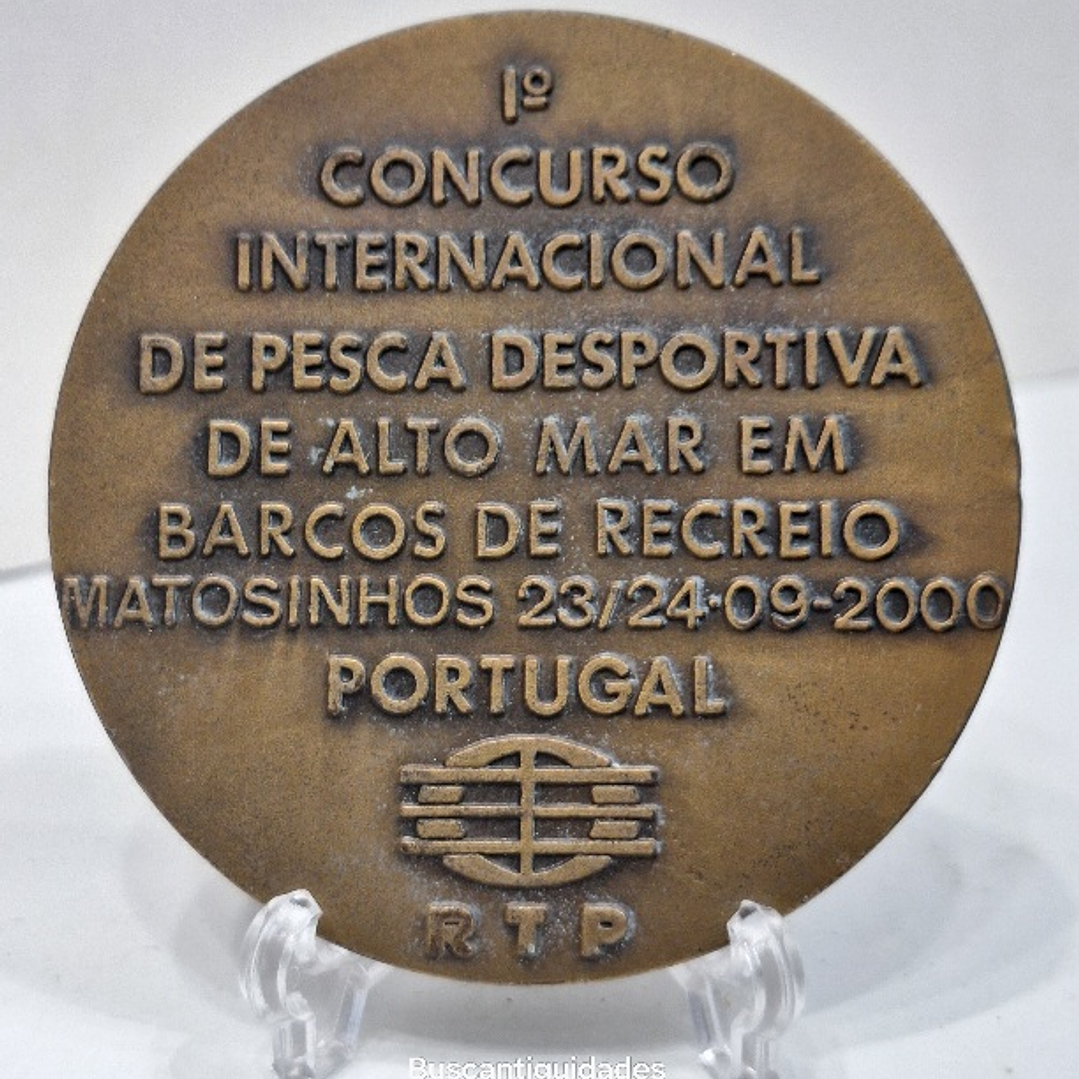 1º
CONCURSO
INTERNACIONAL
DE PESCA DESPORTIVA
DE ALTO MAR EM
BARCOS DE RECREIO
MATOSINHOS 23/24-09-2000
PORTUGAL
RTP
Buscantiguidades